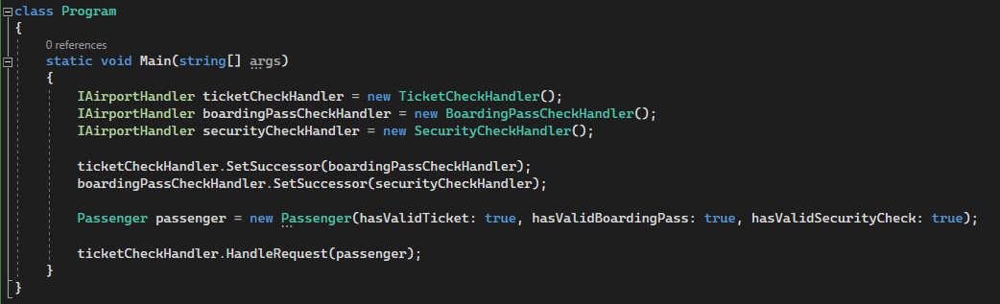 class Program
{
0 references
static void Main(string[] args)
{
IAirportHandler ticketCheckHandler = new TicketCheckHandler();
IAirportHandler boardingPassCheckHandler = new BoardingPassCheckHandler();
IAirportHandler securityCheckHandler = new SecurityCheckHandler();
ticketCheckHandler.SetSuccessor(boardingPassCheckHandler);
boardingPassCheckHandler.SetSuccessor(securityCheckHandler);
Passenger passenger = new Passenger(hasValidTicket: true, hasValidBoardingPass: true, hasValidSecurityCheck: true);
ticketCheckHandler.HandleRequest(passenger);
}
}